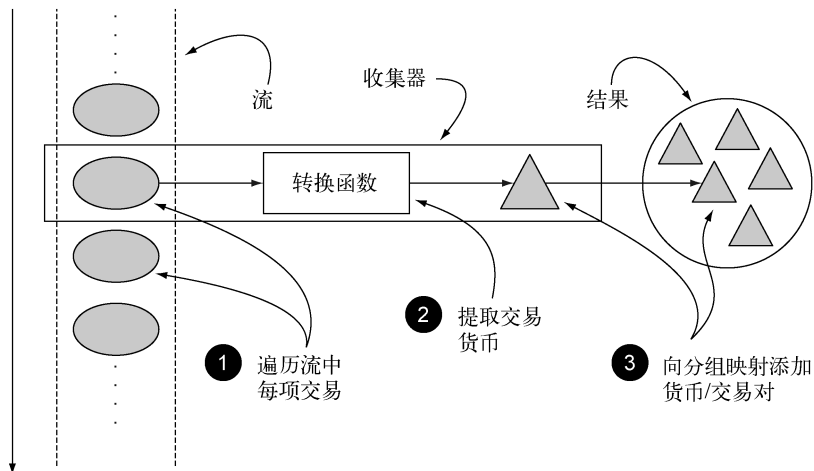 流
收集器
结果
转换函数
1
遍历流中
每项交易
2
提取交易
货币
3
向分组映射添加
货币/交易对